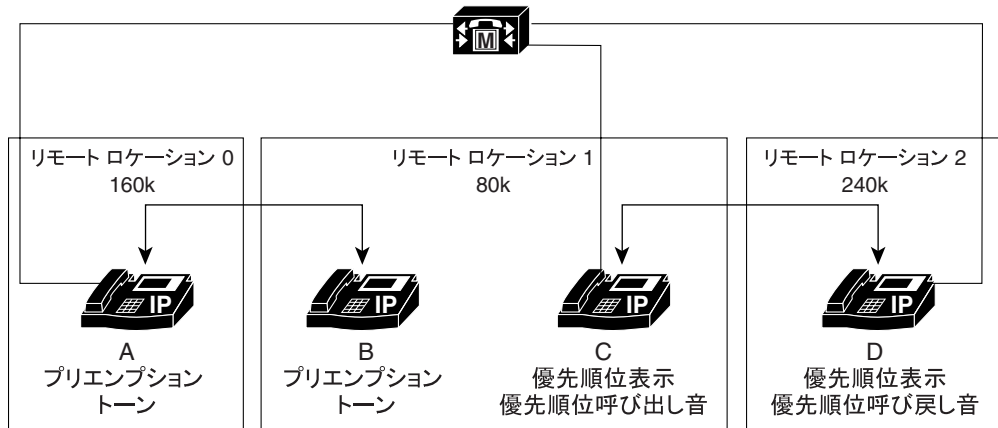 M
リモート ロケーション 0
160k
リモート ロケーション 1
80k
リモート ロケーション 2
240k
IP
IP
IP
IP
A
プリエンプション
トーン
B
プリエンプション
トーン
C
優先順位表示
優先順位呼び出し音
D
優先順位表示
優先順位呼び戻し音